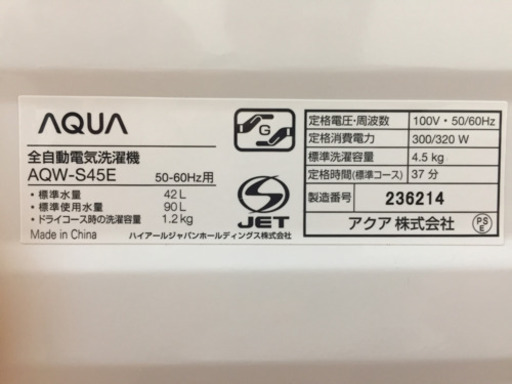 AQUA
全自動電気洗濯機
AQW-S45E 50-60Hz用
・標準水量 42L
・標準使用水量 90L
・ドライコース時の洗濯容量 1.2kg
Made in China ハイアールジャパンホールディングス株式会社
G
S
JET
定格電圧・周波数 100V・50/60Hz
定格消費電力 300/320 W
標準洗濯容量 4.5 kg
定格時間(標準コース) 37 分
製造番号 236214
アクア株式会社
PS
E